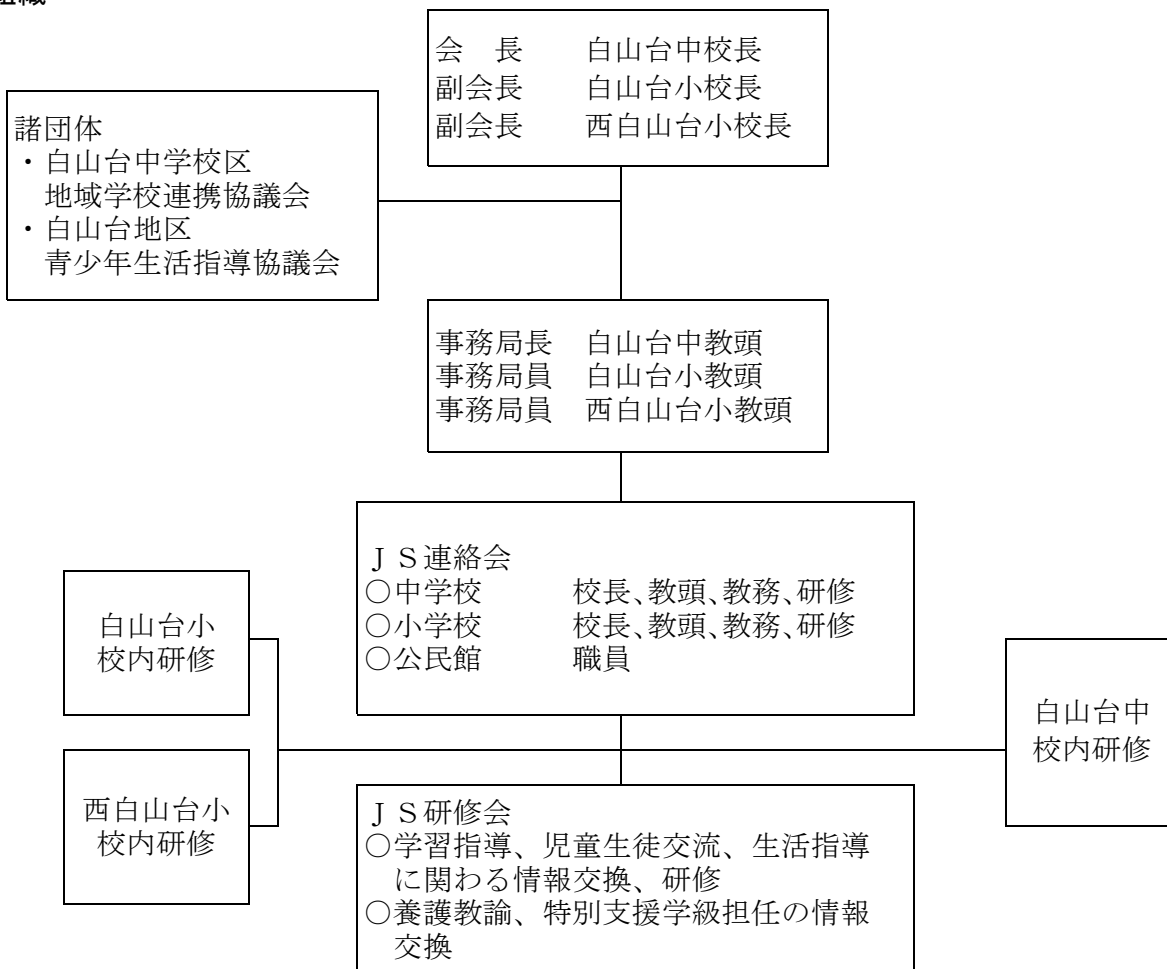 会　長　　白山台中校長
副会長　　白山台小校長
副会長　　西白山台小校長
諸団体
・白山台中学校区
地域学校連携協議会
・白山台地区
青少年生活指導協議会
事務局長　白山台中教頭
事務局員　白山台小教頭
事務局員　西白山台小教頭
ＪＳ連絡会
○中学校　　　校長、教頭、教務、研修
○小学校　　　校長、教頭、教務、研修
○公民館　　　職員
白山台小
校内研修
西白山台小
校内研修
白山台中
校内研修
ＪＳ研修会
○学習指導、児童生徒交流、生活指導
に関わる情報交換、研修
○養護教諭、特別支援学級担任の情報
交換